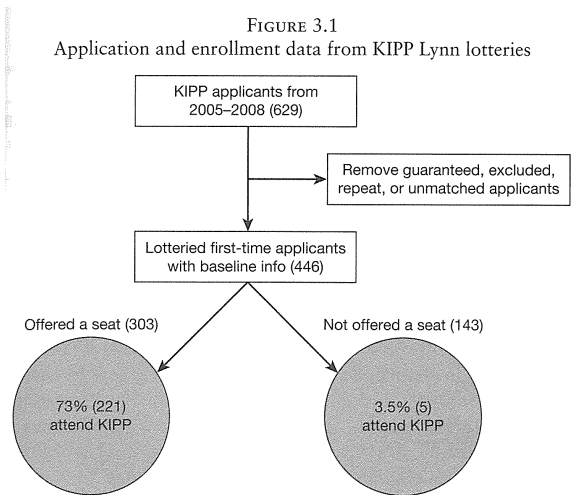 FIGURE 3.1
Application and enrollment data from KIPP Lynn lotteries
KIPP applicants from
2005–2008 (629)
Remove guaranteed, excluded,
repeat, or unmatched applicants
Lotteried first-time applicants
with baseline info (446)
Offered a seat (303)
Not offered a seat (143)
73% (221)
attend KIPP
3.5% (5)
attend KIPP